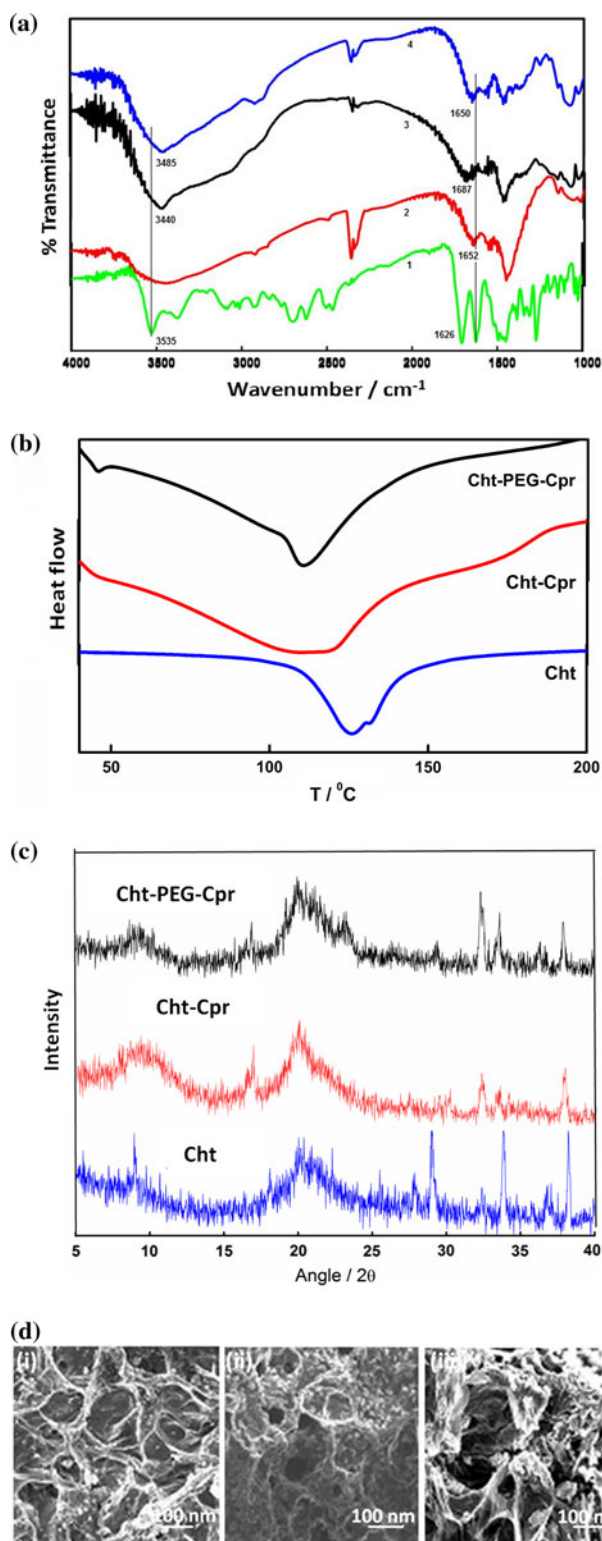 (a)
4
1650
3
3485
1687
3440
2
1652
1
1626
3535
% Transmittance
4000 3500 3000 2500 2000 1500 1000
Wavenumber / cm⁻¹
(b)
Cht-PEG-Cpr
Cht-Cpr
Cht
Heat flow
50 100 150 200
T / ⁰C
(c)
Cht-PEG-Cpr
Cht-Cpr
Cht
Intensity
5 10 15 20 25 30 35 40
Angle / 2θ
(d)
(i) (ii) (iii)
100 nm 100 nm 100 nm